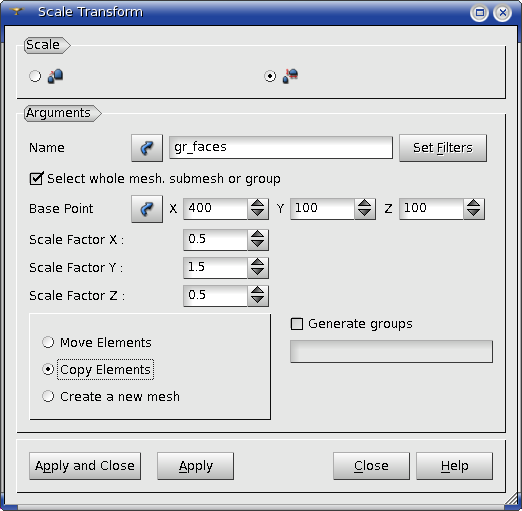 Scale Transform
Scale
Arguments
Name gr_faces Set Filters
Select whole mesh. submesh or group
Base Point X 400 Y 100 Z 100
Scale Factor X : 0.5
Scale Factor Y : 1.5
Scale Factor Z : 0.5
Generate groups
Move Elements
Copy Elements
Create a new mesh
Apply and Close Apply Close Help